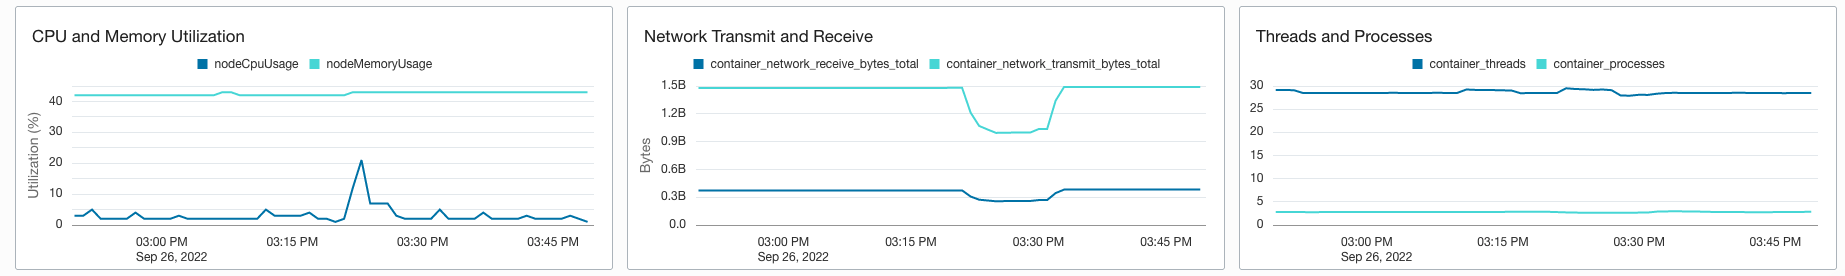 CPU and Memory Utilization
nodeCpuUsage nodeMemoryUsage
Utilization (%)
40
30
20
10
0
03:00 PM 03:15 PM 03:30 PM 03:45 PM
Sep 26, 2022
Network Transmit and Receive
container_network_receive_bytes_total container_network_transmit_bytes_total
Bytes
1.5B
1.2B
0.9B
0.6B
0.3B
0.0
03:00 PM 03:15 PM 03:30 PM 03:45 PM
Sep 26, 2022
Threads and Processes
container_threads container_processes
30
25
20
15
10
5
0
03:00 PM 03:15 PM 03:30 PM 03:45 PM
Sep 26, 2022